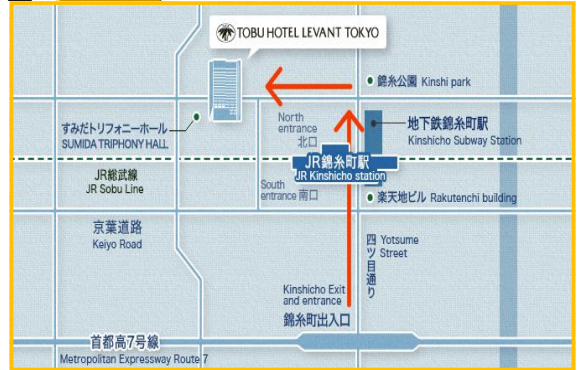 TOBU HOTEL LEVANT TOKYO
錦糸公園 Kinshi park
すみだトリフォニーホール
SUMIDA TRIPHONY HALL
North
entrance
北口
地下鉄錦糸町駅
Kinshicho Subway Station
JR錦糸町駅
JR Kinshicho station
JR総武線
JR Sobu Line
South
entrance 南口
楽天地ビル Rakutenchi building
京葉道路
Keiyo Road
四ツ目通り
Yotsume
Street
Kinshicho Exit
and entrance
錦糸町出入口
首都高7号線
Metropolitan Expressway Route 7